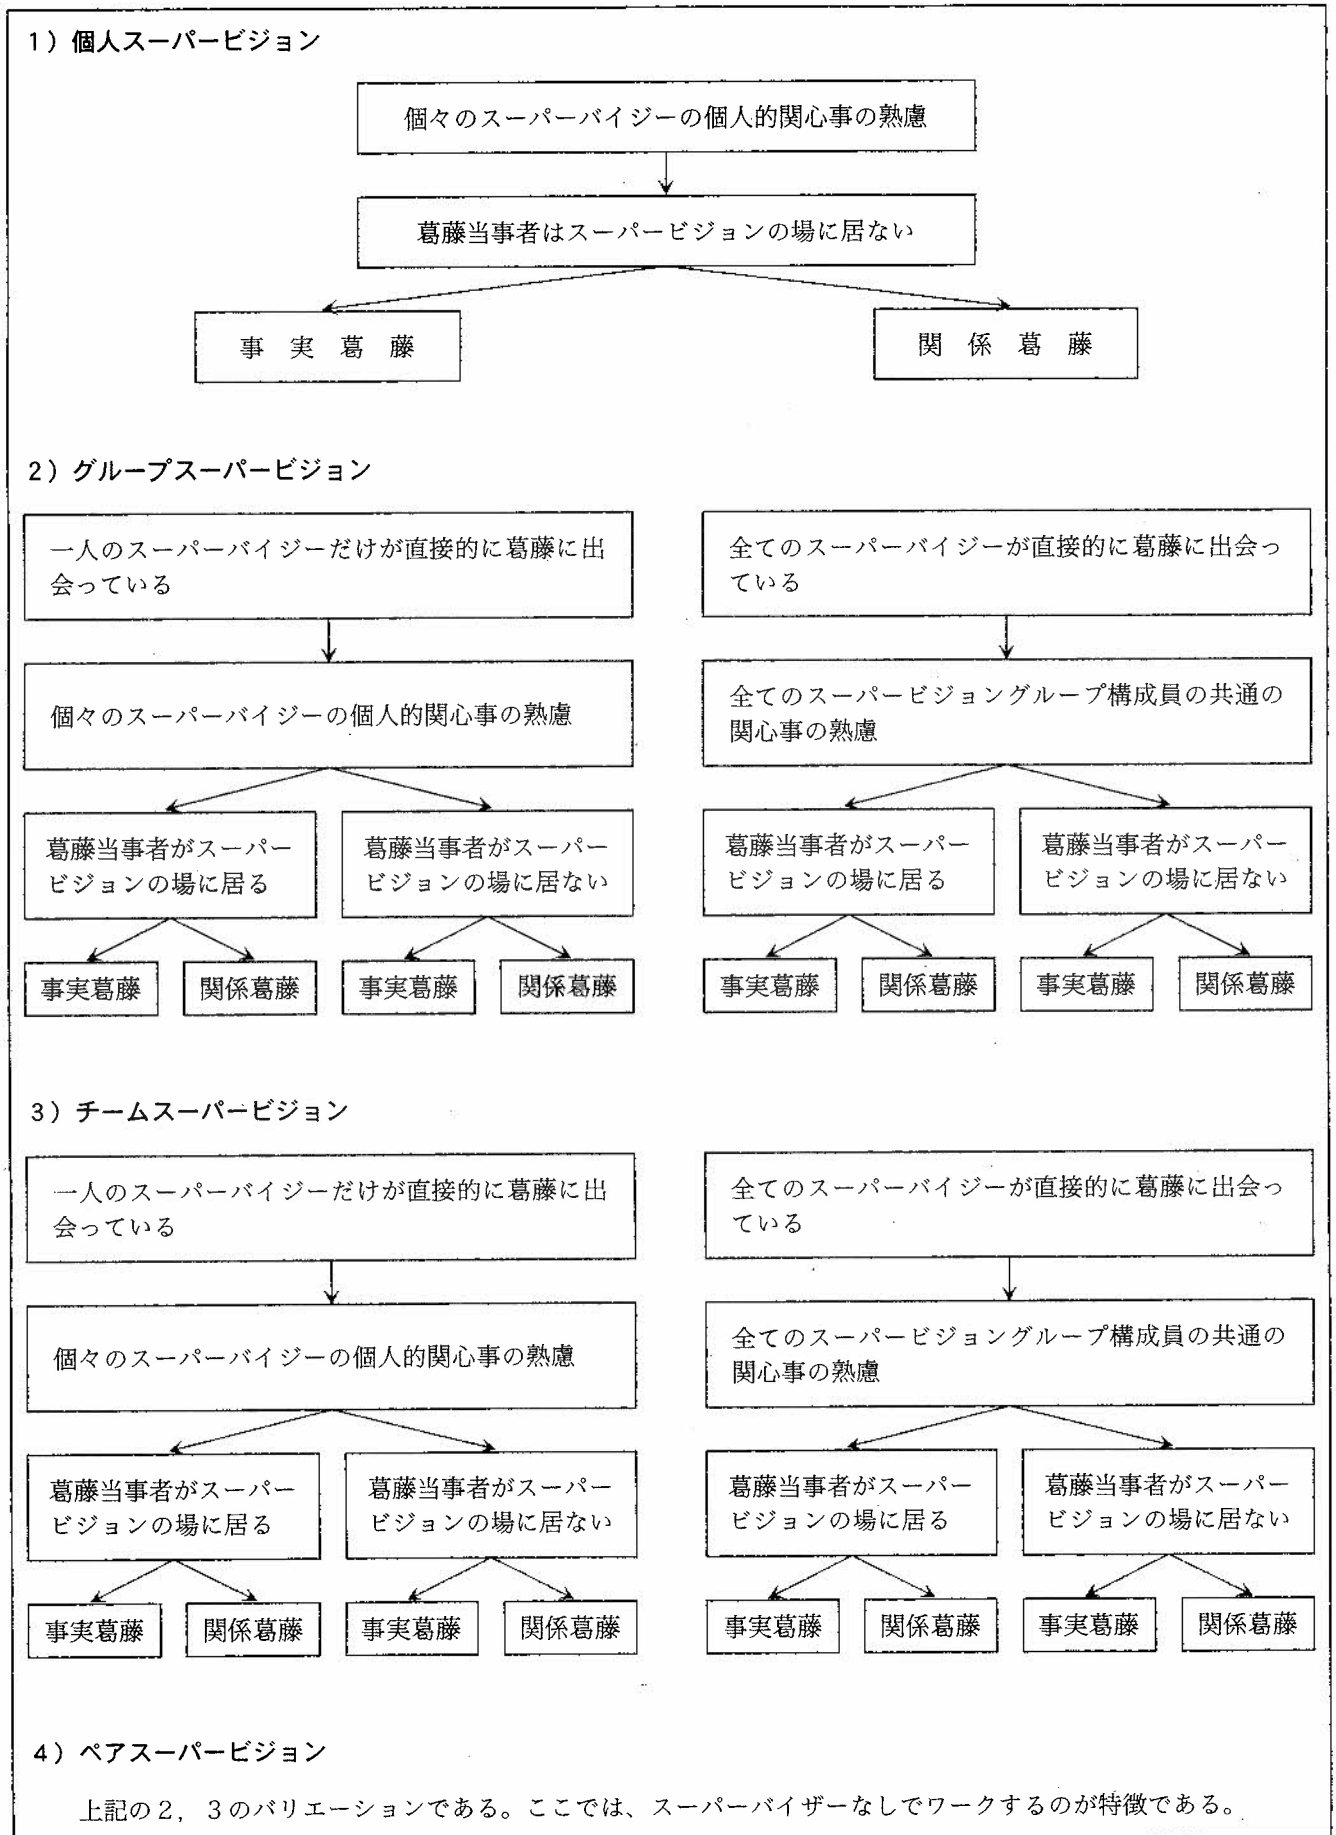 1）個人スーパービジョン
個々のスーパーバイジーの個人的関心事の熟慮
葛藤当事者はスーパービジョンの場に居ない
事 実 葛 藤
関 係 葛 藤
2）グループスーパービジョン
一人のスーパーバイジーだけが直接的に葛藤に出
会っている
個々のスーパーバイジーの個人的関心事の熟慮
葛藤当事者がスーパー
ビジョンの場に居る
葛藤当事者がスーパー
ビジョンの場に居ない
事実葛藤
関係葛藤
事実葛藤
関係葛藤
全てのスーパーバイジーが直接的に葛藤に出会っ
ている
全てのスーパービジョングループ構成員の共通の
関心事の熟慮
葛藤当事者がスーパー
ビジョンの場に居る
葛藤当事者がスーパー
ビジョンの場に居ない
事実葛藤
関係葛藤
事実葛藤
関係葛藤
3）チームスーパービジョン
一人のスーパーバイジーだけが直接的に葛藤に出
会っている
個々のスーパーバイジーの個人的関心事の熟慮
葛藤当事者がスーパー
ビジョンの場に居る
葛藤当事者がスーパー
ビジョンの場に居ない
事実葛藤
関係葛藤
事実葛藤
関係葛藤
全てのスーパーバイジーが直接的に葛藤に出会っ
ている
全てのスーパービジョングループ構成員の共通の
関心事の熟慮
葛藤当事者がスーパー
ビジョンの場に居る
葛藤当事者がスーパー
ビジョンの場に居ない
事実葛藤
関係葛藤
事実葛藤
関係葛藤
4）ペアスーパービジョン
上記の2，3のバリエーションである。ここでは、スーパーバイザーなしでワークするのが特徴である。